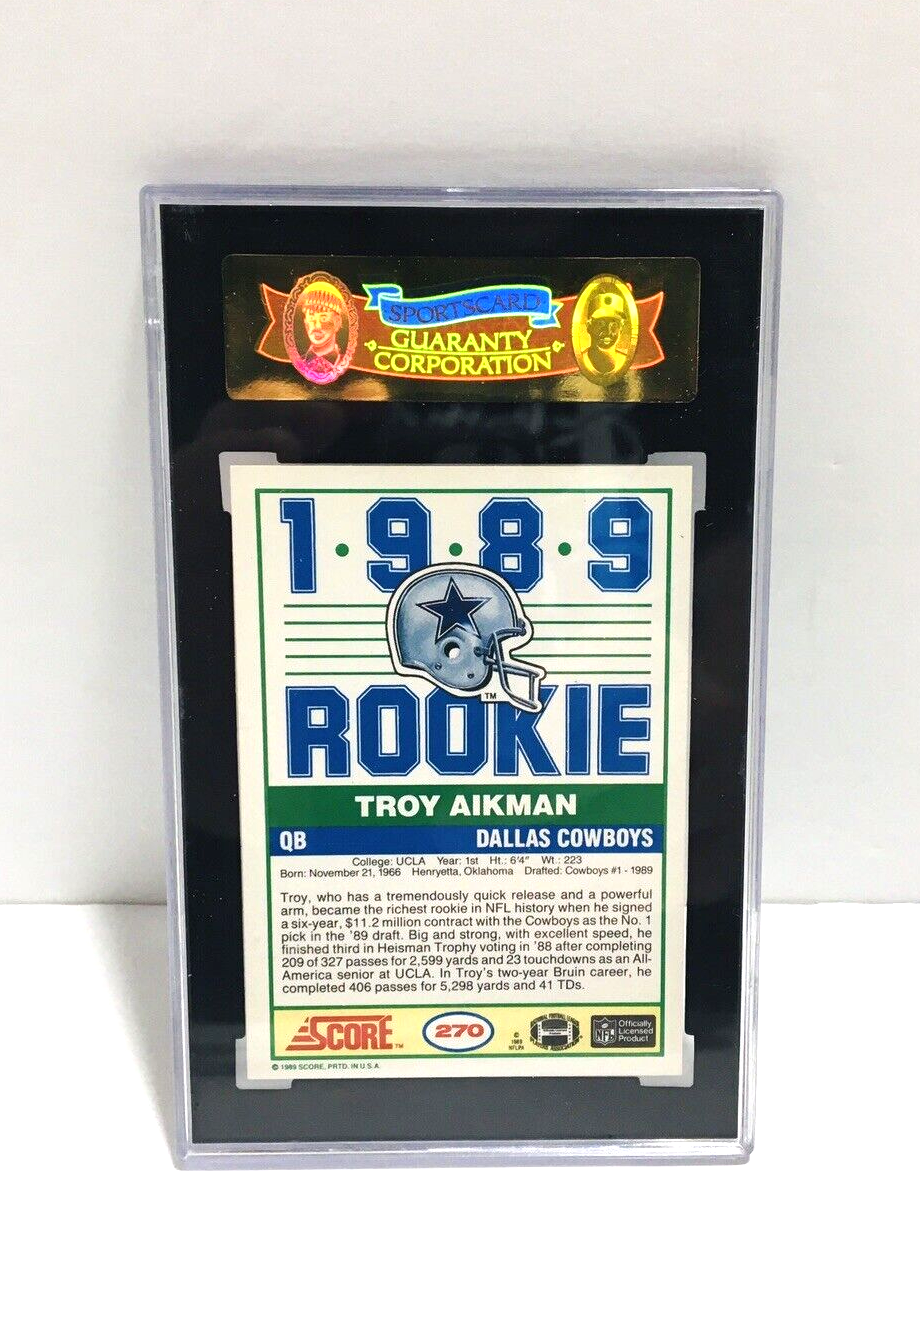 SPORTSCARD
GUARANTY
CORPORATION
1•9•8•9
TM
ROOKIE
TROY AIKMAN
QB DALLAS COWBOYS
College: UCLA Year: 1st Ht.: 6'4" Wt.: 223
Born: November 21, 1966 Henryetta, Oklahoma Drafted: Cowboys #1 - 1989
Troy, who has a tremendously quick release and a powerful
arm, became the richest rookie in NFL history when he signed
a six-year, $11.2 million contract with the Cowboys as the No. 1
pick in the '89 draft. Big and strong, with excellent speed, he
finished third in Heisman Trophy voting in '88 after completing
209 of 327 passes for 2,599 yards and 23 touchdowns as an All-
America senior at UCLA. In Troy's two-year Bruin career, he
completed 406 passes for 5,298 yards and 41 TDs.
SCORE TM
270
© 1989 NFLPA
NFL
Officially
Licensed
Product
© 1989 SCORE, PRTD. IN U.S.A.